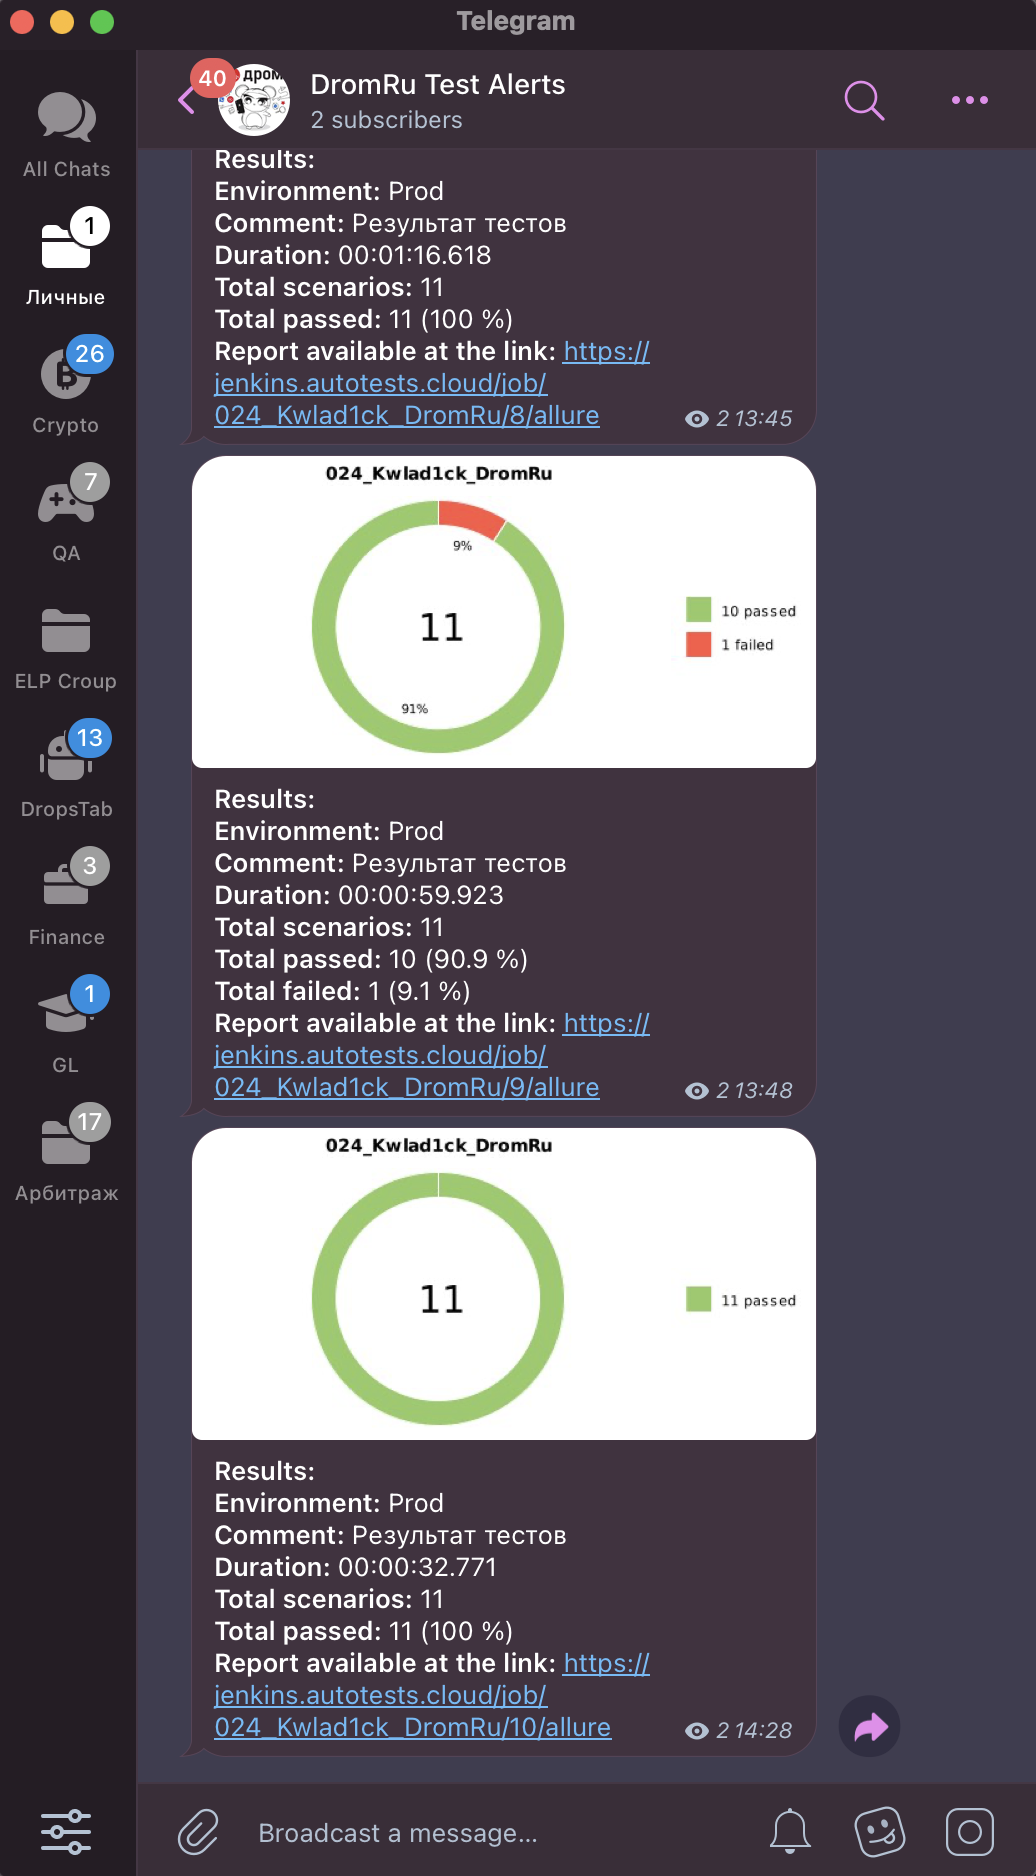 Telegram
All Chats
1
Личные
26
Crypto
7
QA
ELP Croup
13
DropsTab
3
Finance
1
GL
17
Арбитраж
40
дром
DromRu Test Alerts
2 subscribers
Results:
Environment: Prod
Comment: Результат тестов
Duration: 00:01:16.618
Total scenarios: 11
Total passed: 11 (100 %)
Report available at the link: https://
jenkins.autotests.cloud/job/
024_Kwlad1ck_DromRu/8/allure
2 13:45
024_Kwlad1ck_DromRu
9%
11
91%
10 passed
1 failed
Results:
Environment: Prod
Comment: Результат тестов
Duration: 00:00:59.923
Total scenarios: 11
Total passed: 10 (90.9 %)
Total failed: 1 (9.1 %)
Report available at the link: https://
jenkins.autotests.cloud/job/
024_Kwlad1ck_DromRu/9/allure
2 13:48
024_Kwlad1ck_DromRu
11
11 passed
Results:
Environment: Prod
Comment: Результат тестов
Duration: 00:00:32.771
Total scenarios: 11
Total passed: 11 (100 %)
Report available at the link: https://
jenkins.autotests.cloud/job/
024_Kwlad1ck_DromRu/10/allure
2 14:28
Broadcast a message...